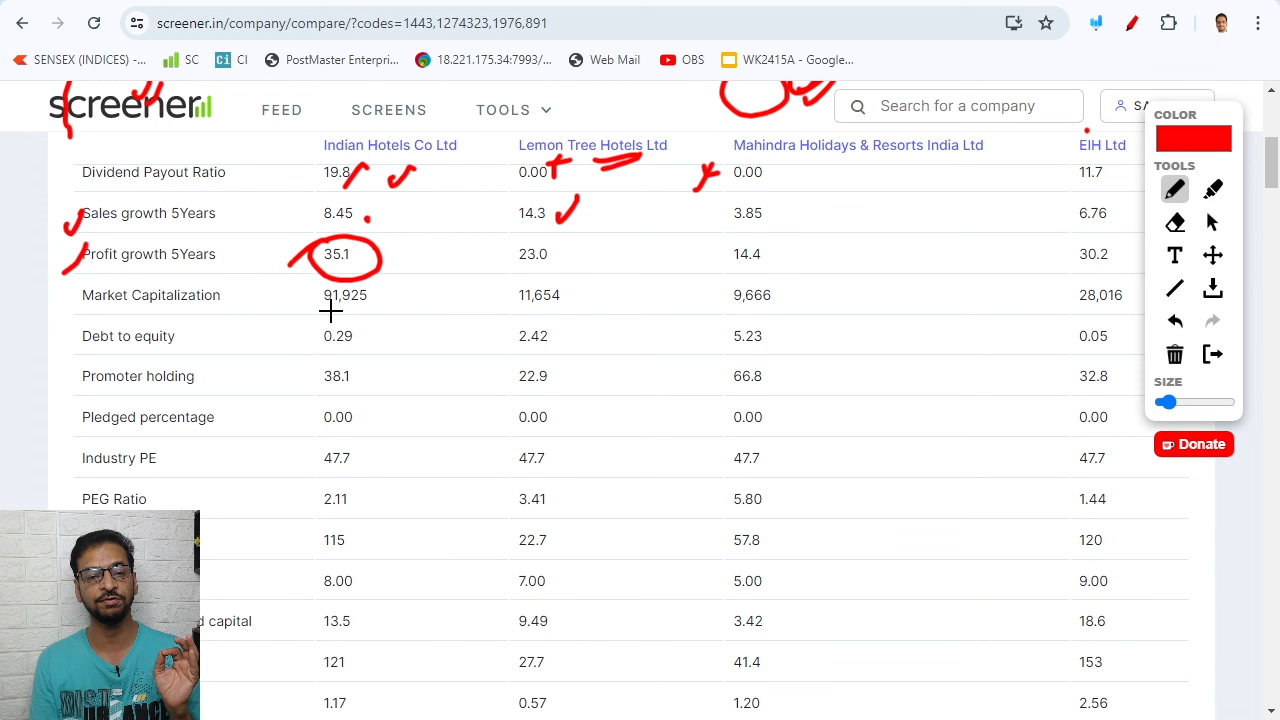 screener.in/company/compare/?codes=1443,1274323,1976,891
SENSEX (INDICES) -... SC CI PostMaster Enterpri... 18.221.175.34:7993/... Web Mail OBS WK2415A - Google...
screener FEED SCREENS TOOLS Search for a company SA
Indian Hotels Co Ltd Lemon Tree Hotels Ltd Mahindra Holidays & Resorts India Ltd EIH Ltd
Dividend Payout Ratio 19.8 0.00 0.00 11.7
Sales growth 5Years 8.45 14.3 3.85 6.76
Profit growth 5Years 35.1 23.0 14.4 30.2
Market Capitalization 91,925 11,654 9,666 28,016
Debt to equity 0.29 2.42 5.23 0.05
Promoter holding 38.1 22.9 66.8 32.8
Pledged percentage 0.00 0.00 0.00 0.00
Industry PE 47.7 47.7 47.7 47.7
PEG Ratio 2.11 3.41 5.80 1.44
115 22.7 57.8 120
8.00 7.00 5.00 9.00
d capital 13.5 9.49 3.42 18.6
121 27.7 41.4 153
1.17 0.57 1.20 2.56
COLOR
TOOLS
T
SIZE
Donate